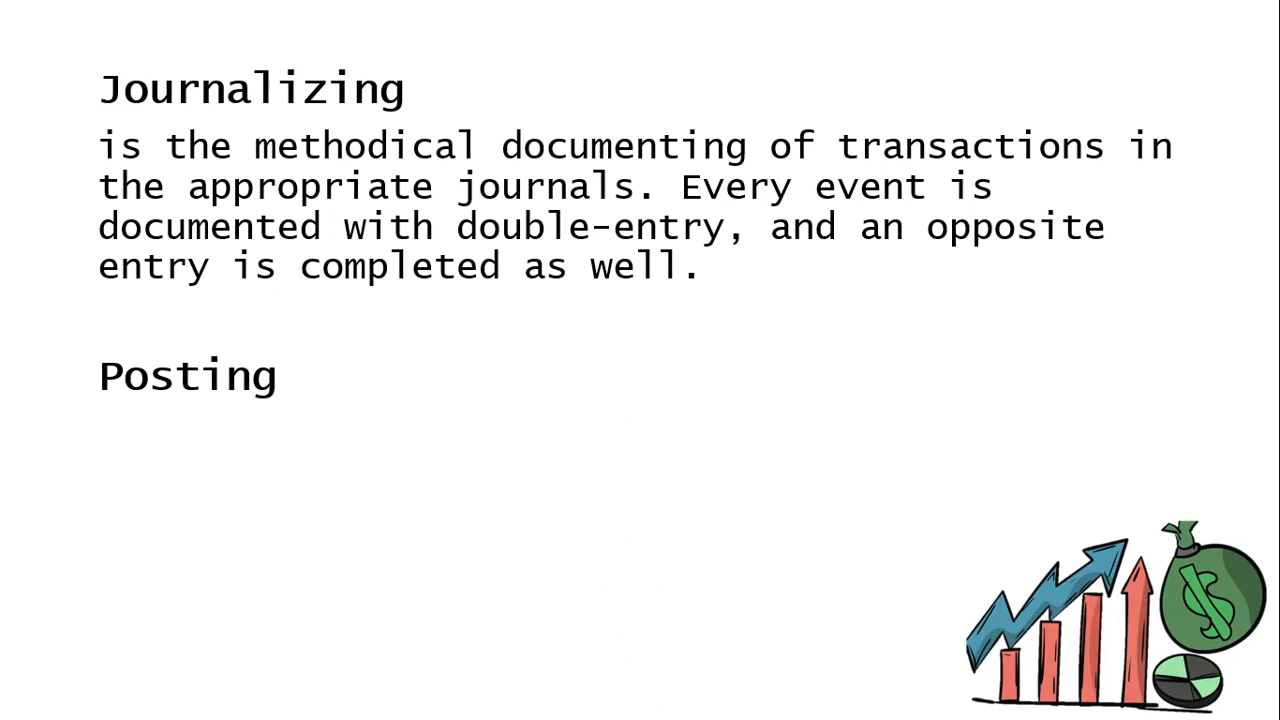 Journalizing
is the methodical documenting of transactions in
the appropriate journals. Every event is
documented with double-entry, and an opposite
entry is completed as well.
Posting